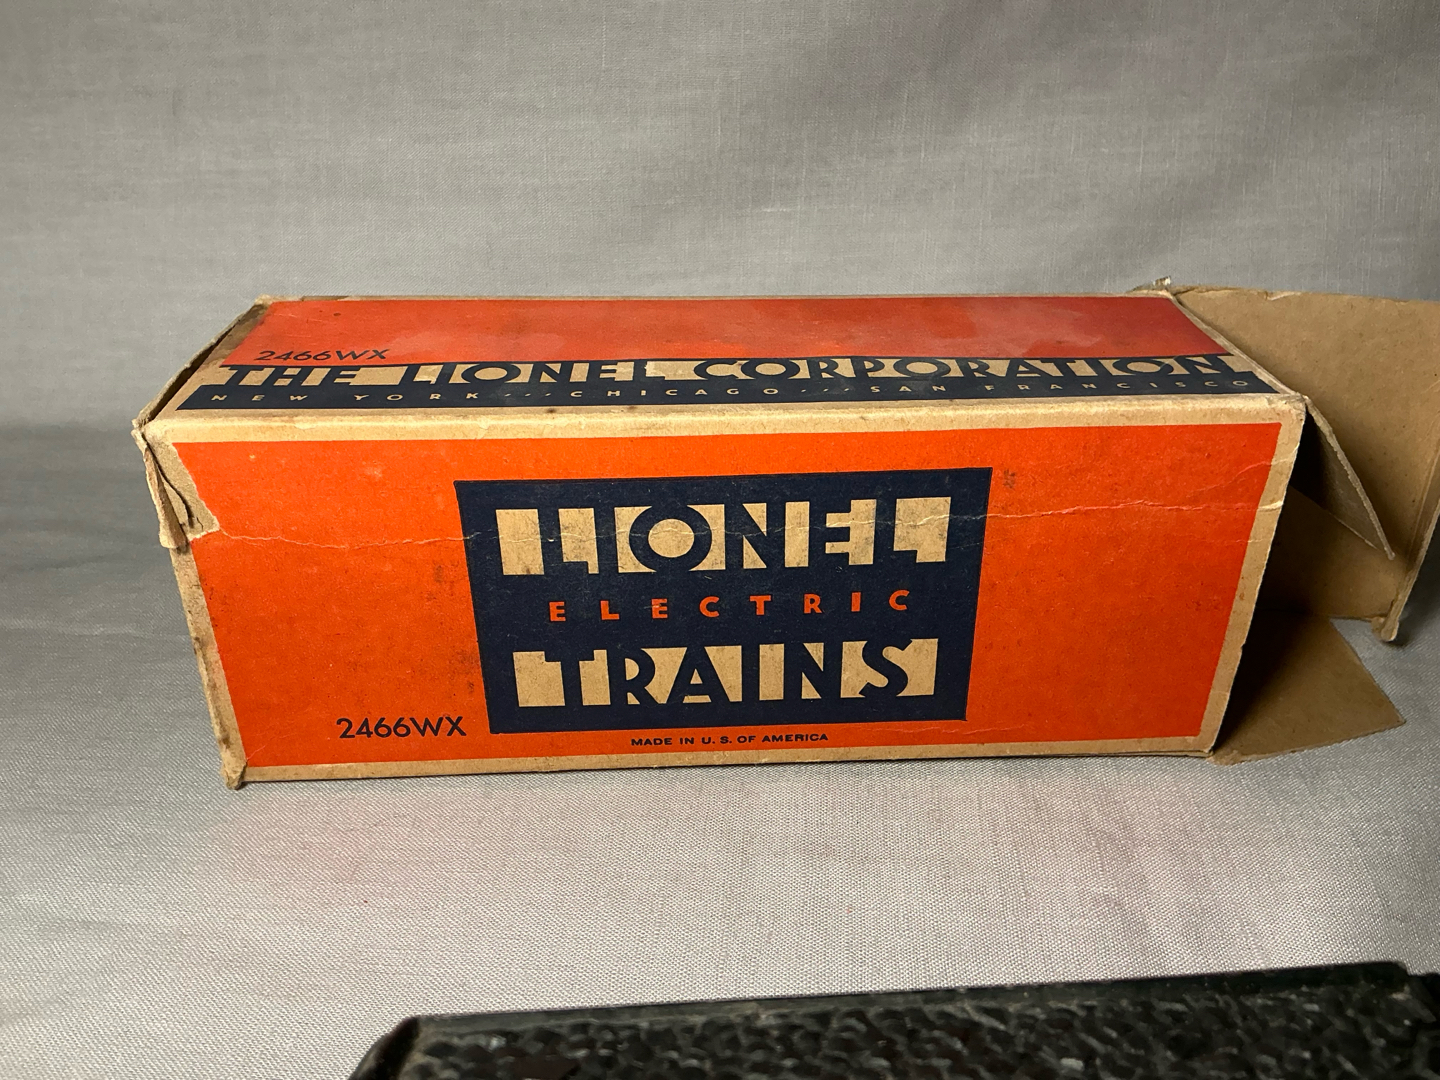 2466WX
THE LIONEL CORPORATION
NEW YORK ··· CHICAGO ··· SAN FRANCISCO
LIONEL
ELECTRIC
TRAINS
2466WX
MADE IN U. S. OF AMERICA